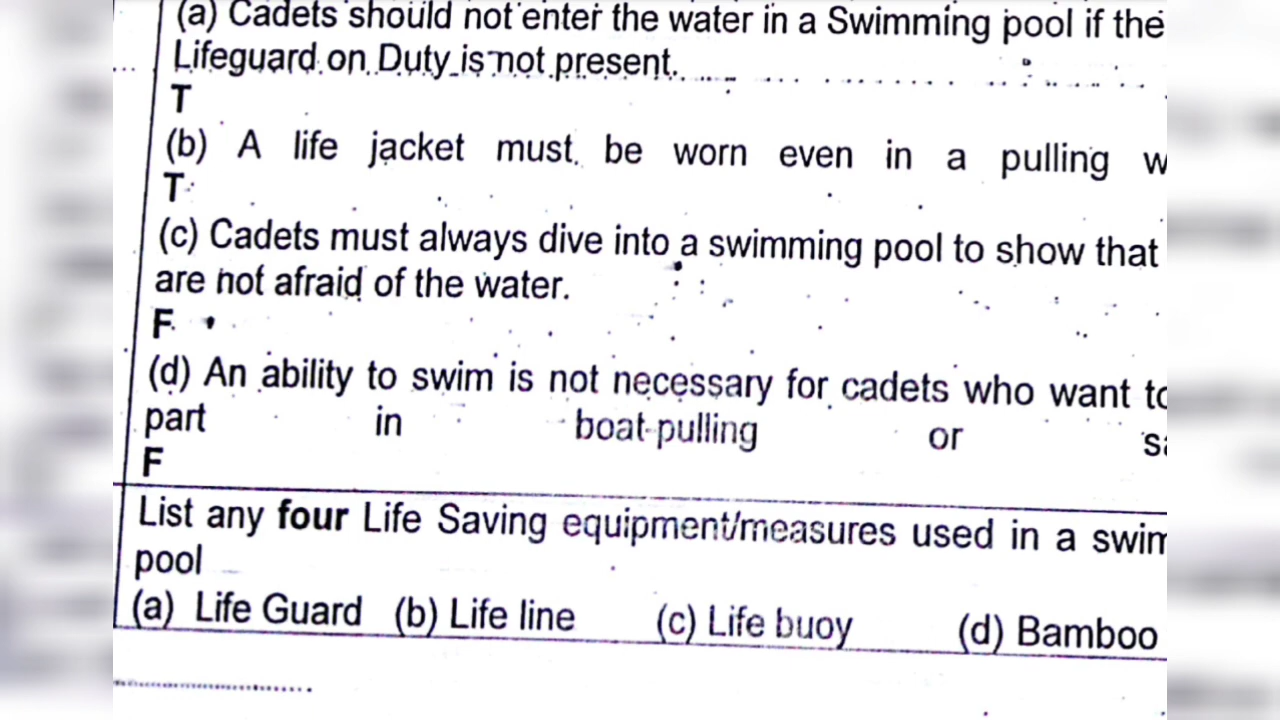 (a) Cadets should not enter the water in a Swimming pool if the
Lifeguard on Duty is not present.
T
(b) A life jacket must be worn even in a pulling
T
(c) Cadets must always dive into a swimming pool to show that
are not afraid of the water.
F
(d) An ability to swim is not necessary for cadets who want
part in boat-pulling or
F
List any four Life Saving equipment/measures used in a
pool
(a) Life Guard (b) Life line (c) Life buoy (d) Bamboo